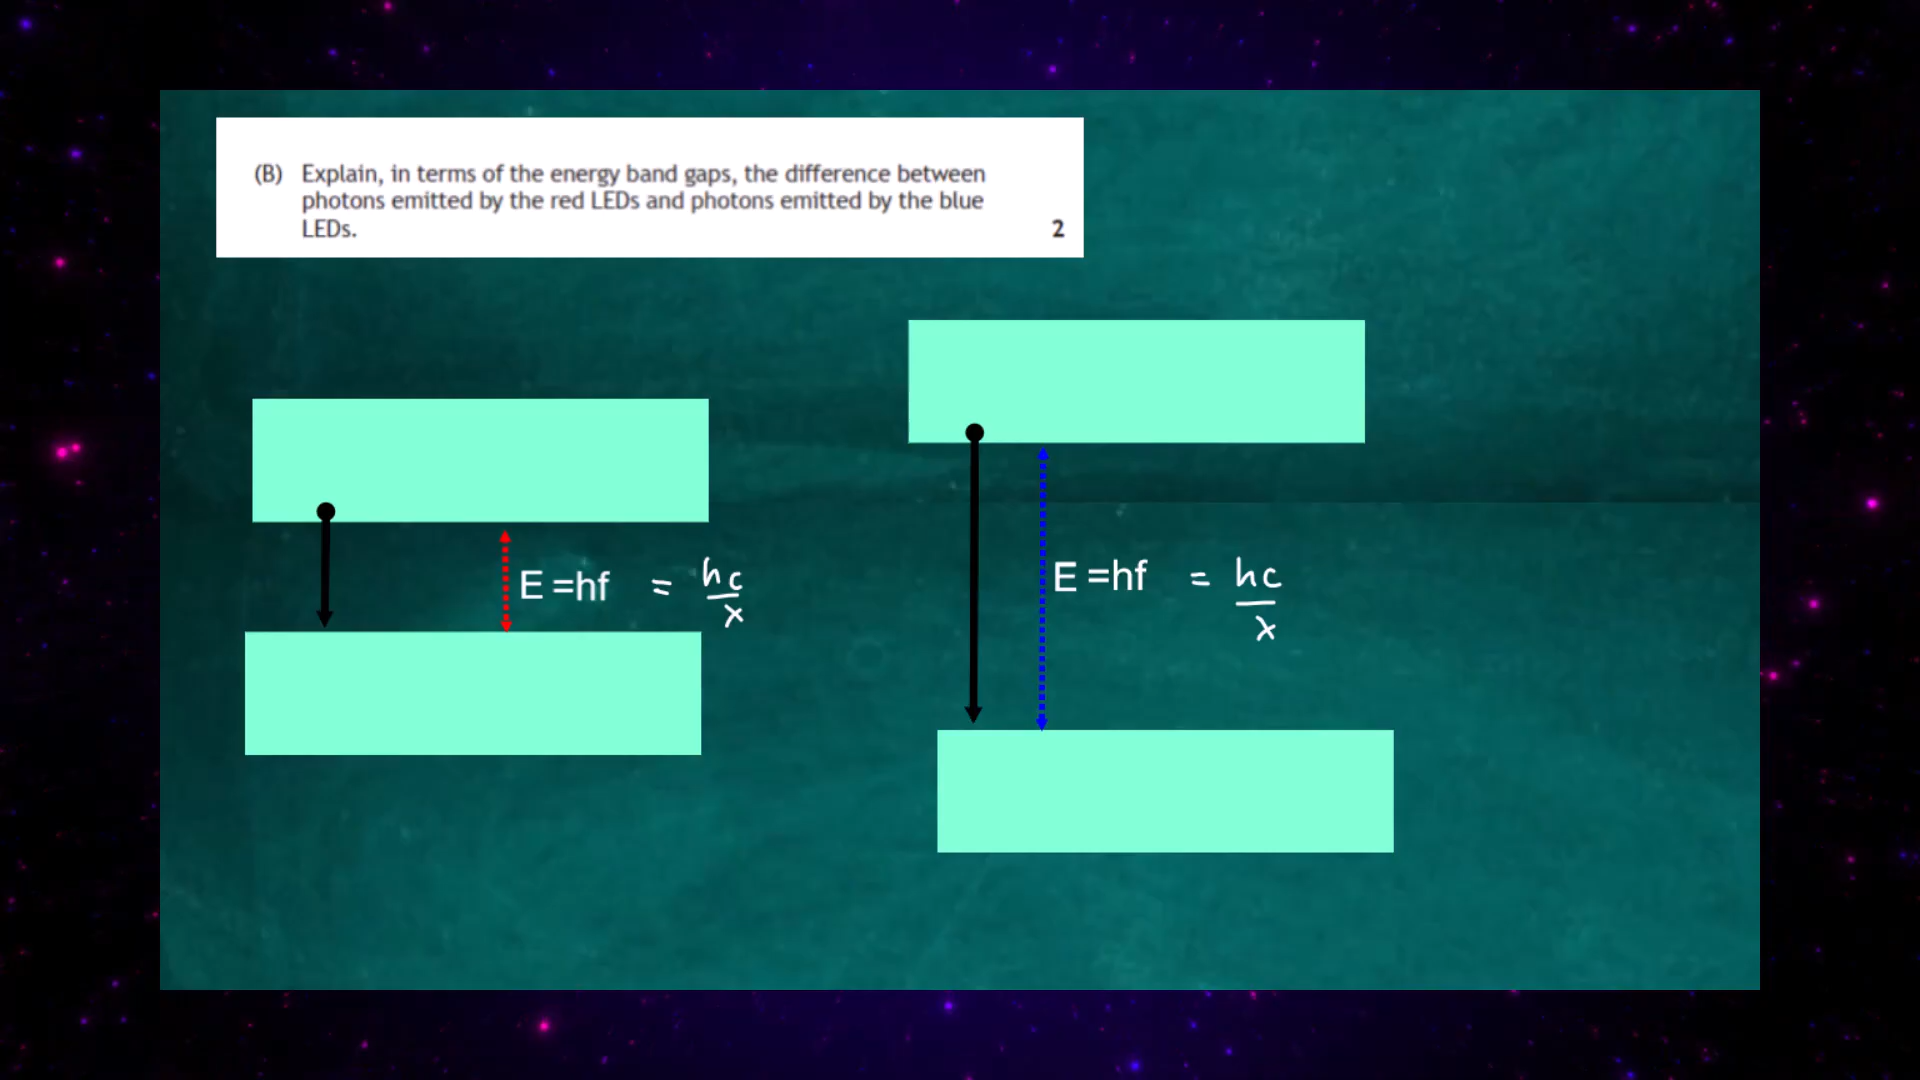 (B) Explain, in terms of the energy band gaps, the difference between
photons emitted by the red LEDs and photons emitted by the blue
LEDs.
2
E =hf = hc
λ
E =hf = hc
λ